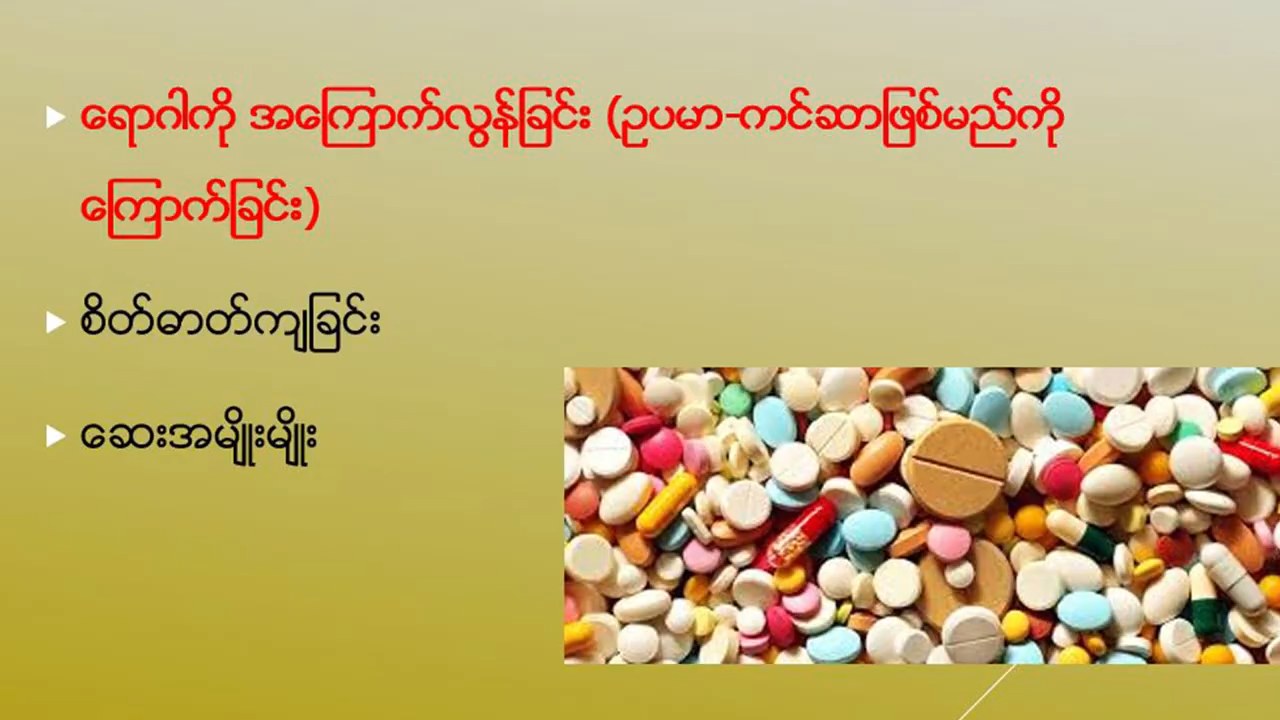 ရောဂါကို အကြောက်လွန်ခြင်း (ဥပမာ-ကင်ဆာဖြစ်မည်ကို
ကြောက်ခြင်း)
စိတ်ဓာတ်ကျခြင်း
ဆေးအမျိုးမျိုး